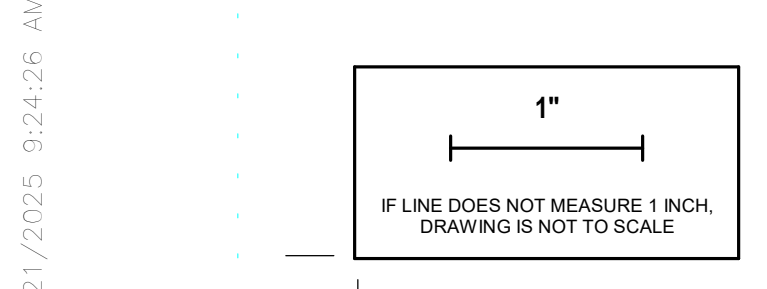 21/2025 9:24:26 AM
1"
IF LINE DOES NOT MEASURE 1 INCH,
DRAWING IS NOT TO SCALE